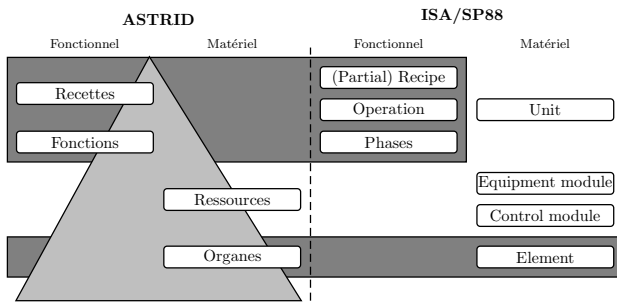 ASTRID
ISA/SP88
Fonctionnel
Matériel
Fonctionnel
Matériel
Recettes
(Partial) Recipe
Operation
Unit
Fonctions
Phases
Ressources
Equipment module
Control module
Organes
Element